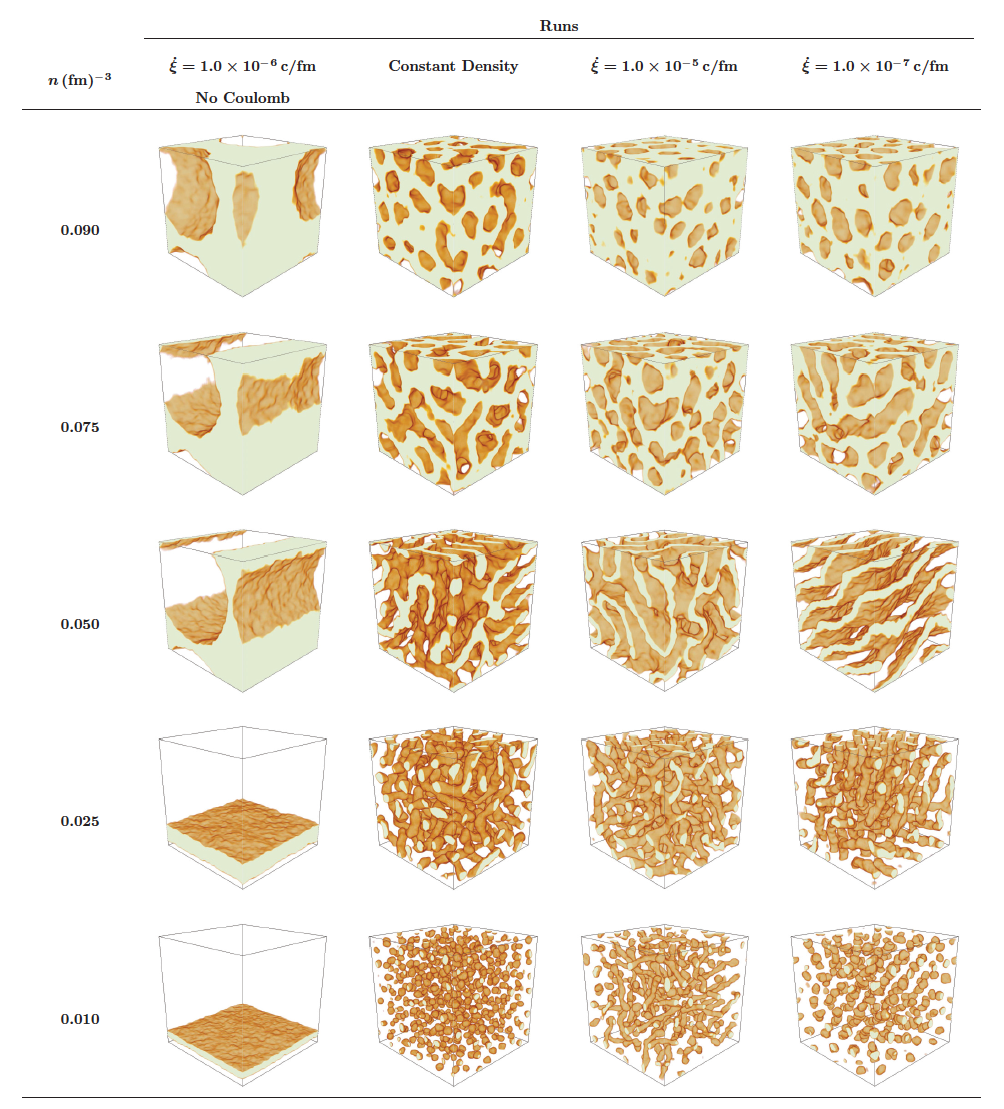 Runs
n (fm)⁻³
ξ̇ = 1.0 × 10⁻⁶ c/fm
No Coulomb
Constant Density
ξ̇ = 1.0 × 10⁻⁵ c/fm
ξ̇ = 1.0 × 10⁻⁷ c/fm
0.090
0.075
0.050
0.025
0.010